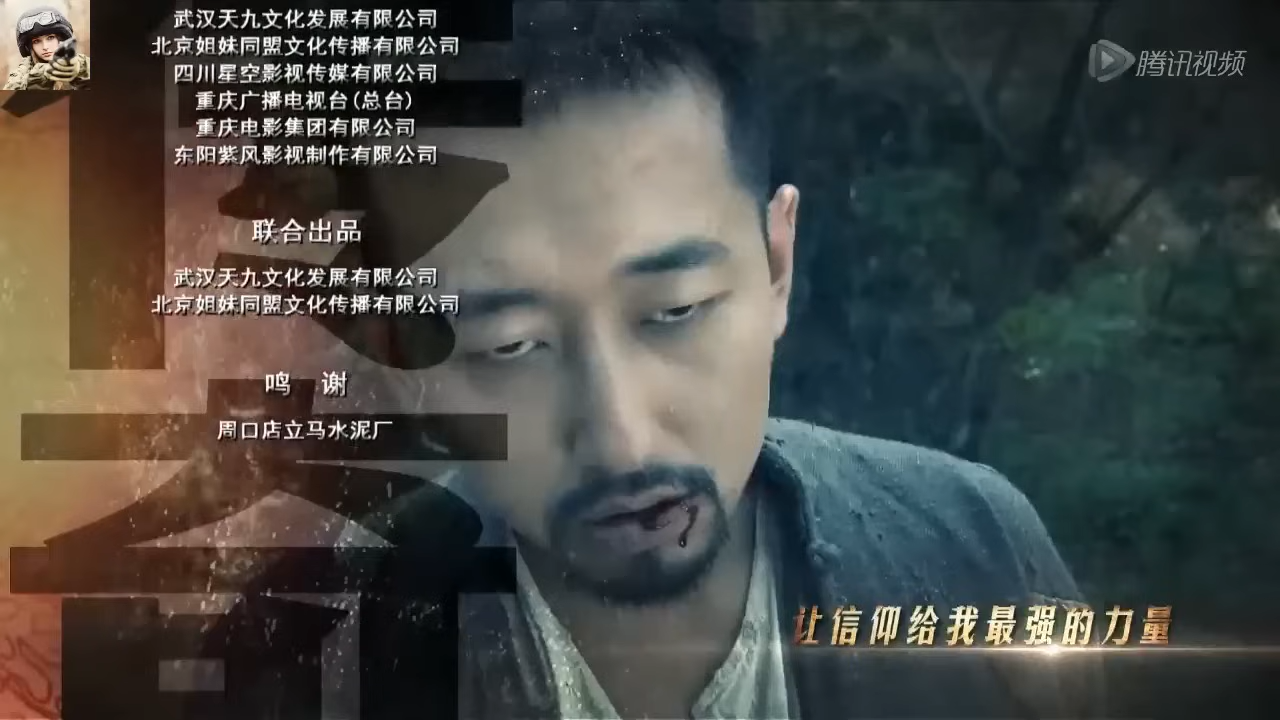 武汉天九文化发展有限公司
北京姐妹同盟文化传播有限公司
四川星空影视传媒有限公司
重庆广播电视台(总台)
重庆电影集团有限公司
东阳紫风影视制作有限公司
联合出品
武汉天九文化发展有限公司
北京姐妹同盟文化传播有限公司
鸣 谢
周口店立马水泥厂
腾讯视频
让信仰给我最强的力量
传奇